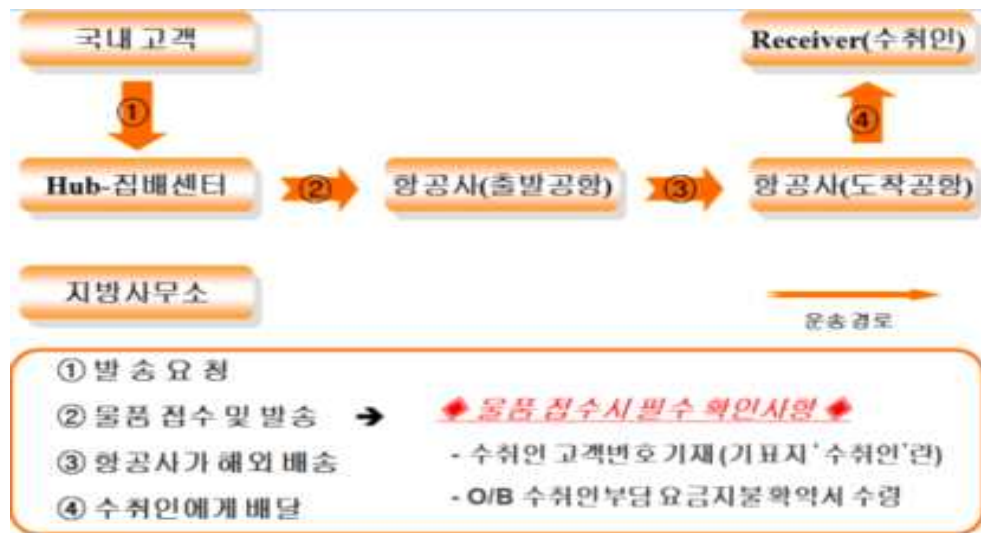 국내 고객
Receiver(수취인)
①
④
Hub-집배센터
②
항공사(출발공항)
③
항공사(도착공항)
지방사무소
운송경로
① 발송요청
② 물품 접수 및 발송 ➔
③ 항공사가 해외 배송
④ 수취인에게 배달
◆ 물품 접수시 필수 확인사항 ◆
- 수취인 고객번호 기재 (기표지 '수취인'란)
- O/B 수취인부담 요금지불 확약서 수령